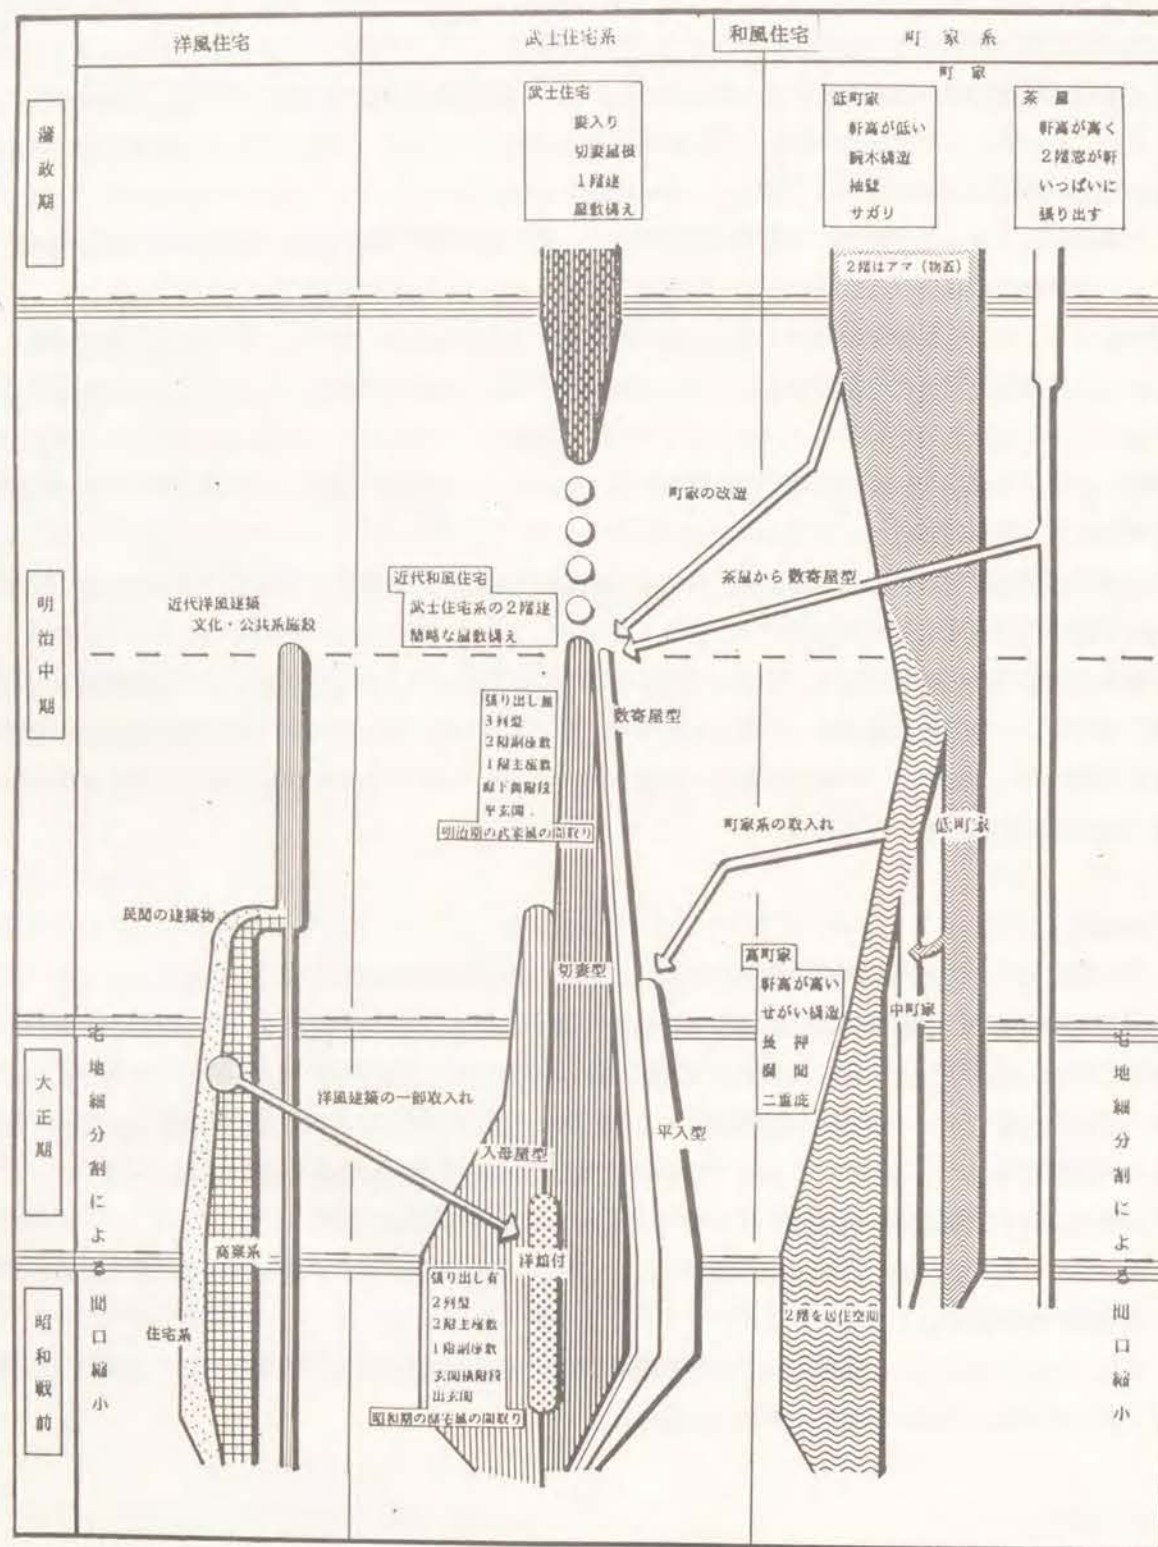 洋風住宅
武士住宅系
和風住宅
町家系
町家
藩政期
明治中期
大正期
昭和戦前
武士住宅
妻入り
切妻屋根
1階建
屋敷構え
低町家
軒高が低い
腕木構造
袖壁
サガリ
茶屋
軒高が高く
2階窓が軒
いっぱいに
張り出す
2階はアマ（物置）
町家の改造
茶屋から数寄屋型
近代和風住宅
武士住宅系の2階建
簡略な屋敷構え
近代洋風建築
文化・公共系施設
張り出し無
3列型
2階副座敷
1階主座敷
廊下側階段
平玄関
明治期の武家風の間取り
数寄屋型
町家系の取入れ
低町家
民間の建築物
切妻型
高町家
軒高が高い
せがい構造
長押
欄間
二重庇
中町家
宅地細分割による間口縮小
宅地細分割による間口縮小
洋風建築の一部取入れ
入母屋型
平入型
商業系
洋館付
張り出し有
2列型
2階主座敷
1階副座敷
玄関横階段
出玄関
2階を居住空間
住宅系